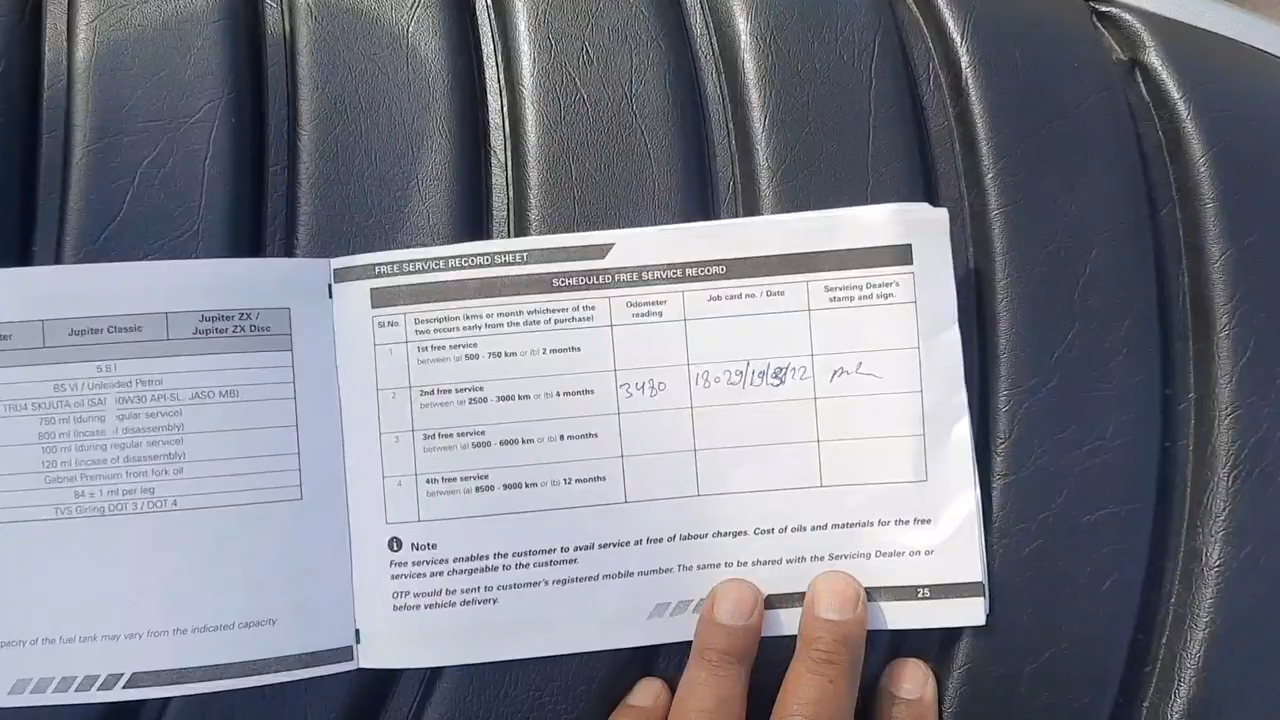 ter
Jupiter Classic
Jupiter ZX /
Jupiter ZX Disc
5.8 l
BS VI / Unleaded Petrol
TRU4 SKUUTA oil (SAE 10W30 API-SL, JASO MB)
750 ml (during regular service)
800 ml (incase of disassembly)
100 ml (during regular service)
120 ml (incase of disassembly)
Gabriel Premium front fork oil
84 ± 1 ml per leg
TVS Girling DOT 3 / DOT 4
pacity of the fuel tank may vary from the indicated capacity
FREE SERVICE RECORD SHEET
SCHEDULED FREE SERVICE RECORD
Sl.No.
Description (kms or month whichever of the
two occurs early from the date of purchase)
Odometer
reading
Job card no. / Date
Servicing Dealer's
stamp and sign.
1
1st free service
between (a) 500 - 750 km or (b) 2 months
2
2nd free service
between (a) 2500 - 3000 km or (b) 4 months
3480
18029/19/8/22
3
3rd free service
between (a) 5000 - 6000 km or (b) 8 months
4
4th free service
between (a) 8500 - 9000 km or (b) 12 months
Note
Free services enables the customer to avail service at free of labour charges. Cost of oils and materials for the free
services are chargeable to the customer.
OTP would be sent to customer's registered mobile number. The same to be shared with the Servicing Dealer on or
before vehicle delivery.
25